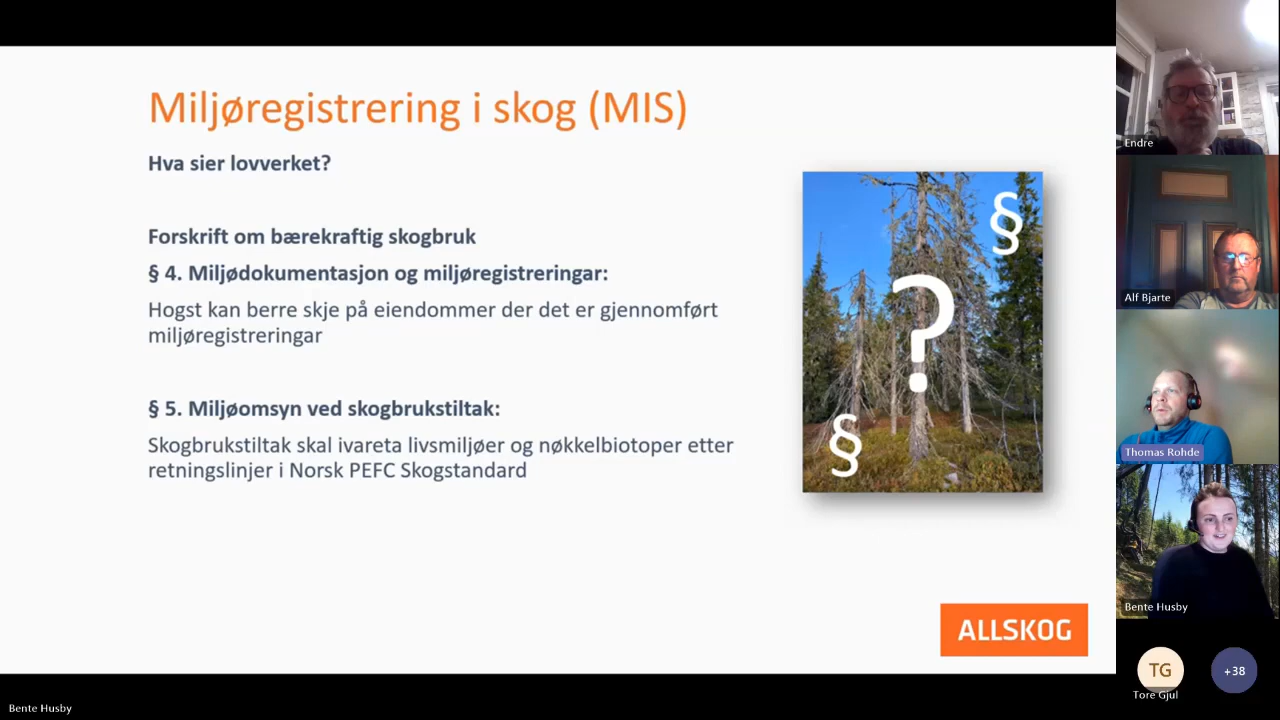 Miljøregistrering i skog (MIS)
Hva sier lovverket?
Forskrift om bærekraftig skogbruk
§ 4. Miljødokumentasjon og miljøregistreringar:
Hogst kan berre skje på eiendommer der det er gjennomført
miljøregistreringar
§ 5. Miljøomsyn ved skogbrukstiltak:
Skogbrukstiltak skal ivareta livsmiljøer og nøkkelbiotoper etter
retningslinjer i Norsk PEFC Skogstandard
§
?
§
ALLSKOG
Endre
Alf Bjarte
Thomas Rohde
Bente Husby
TG
+38
Tore Gjul
Bente Husby